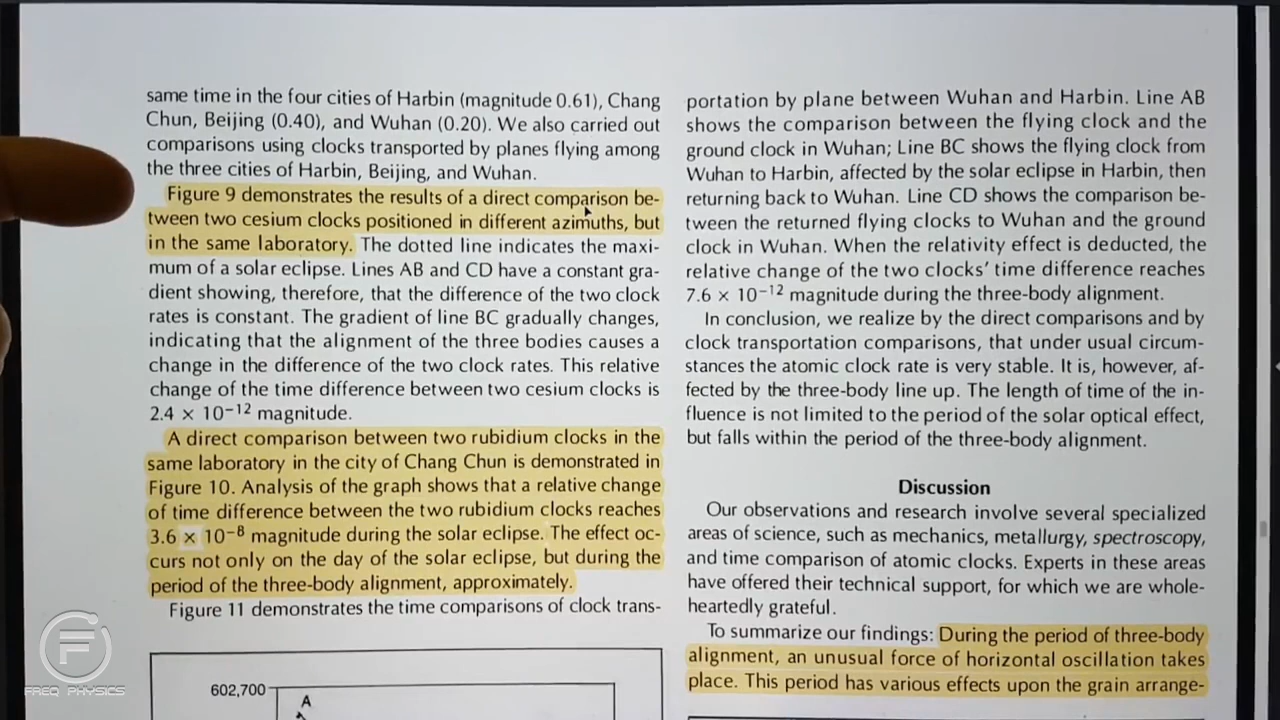 same time in the four cities of Harbin (magnitude 0.61), Chang
Chun, Beijing (0.40), and Wuhan (0.20). We also carried out
comparisons using clocks transported by planes flying among
the three cities of Harbin, Beijing, and Wuhan.
Figure 9 demonstrates the results of a direct comparison be-
tween two cesium clocks positioned in different azimuths, but
in the same laboratory. The dotted line indicates the maxi-
mum of a solar eclipse. Lines AB and CD have a constant gra-
dient showing, therefore, that the difference of the two clock
rates is constant. The gradient of line BC gradually changes,
indicating that the alignment of the three bodies causes a
change in the difference of the two clock rates. This relative
change of the time difference between two cesium clocks is
2.4 × 10⁻¹² magnitude.
A direct comparison between two rubidium clocks in the
same laboratory in the city of Chang Chun is demonstrated in
Figure 10. Analysis of the graph shows that a relative change
of time difference between the two rubidium clocks reaches
3.6 × 10⁻⁸ magnitude during the solar eclipse. The effect oc-
curs not only on the day of the solar eclipse, but during the
period of the three-body alignment, approximately.
Figure 11 demonstrates the time comparisons of clock trans-
602,700
A
portation by plane between Wuhan and Harbin. Line AB
shows the comparison between the flying clock and the
ground clock in Wuhan; Line BC shows the flying clock from
Wuhan to Harbin, affected by the solar eclipse in Harbin, then
returning back to Wuhan. Line CD shows the comparison be-
tween the returned flying clocks to Wuhan and the ground
clock in Wuhan. When the relativity effect is deducted, the
relative change of the two clocks' time difference reaches
7.6 × 10⁻¹² magnitude during the three-body alignment.
In conclusion, we realize by the direct comparisons and by
clock transportation comparisons, that under usual circum-
stances the atomic clock rate is very stable. It is, however, af-
fected by the three-body line up. The length of time of the in-
fluence is not limited to the period of the solar optical effect,
but falls within the period of the three-body alignment.
Discussion
Our observations and research involve several specialized
areas of science, such as mechanics, metallurgy, spectroscopy,
and time comparison of atomic clocks. Experts in these areas
have offered their technical support, for which we are whole-
heartedly grateful.
To summarize our findings: During the period of three-body
alignment, an unusual force of horizontal oscillation takes
place. This period has various effects upon the grain arrange-
FREQ PHYSICS